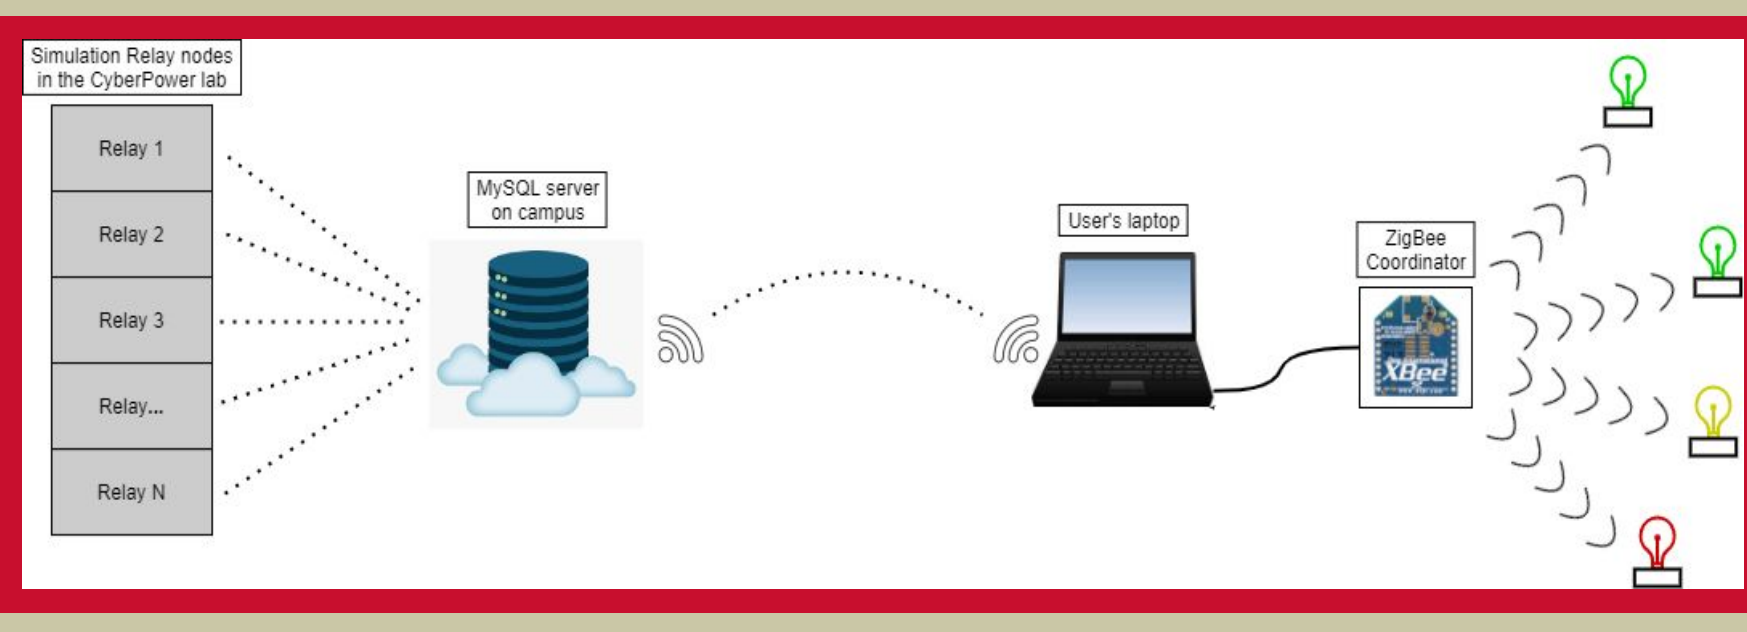 Simulation Relay nodes
in the CyberPower lab
Relay 1
Relay 2
Relay 3
Relay...
Relay N
MySQL server
on campus
User's laptop
ZigBee
Coordinator
XBee